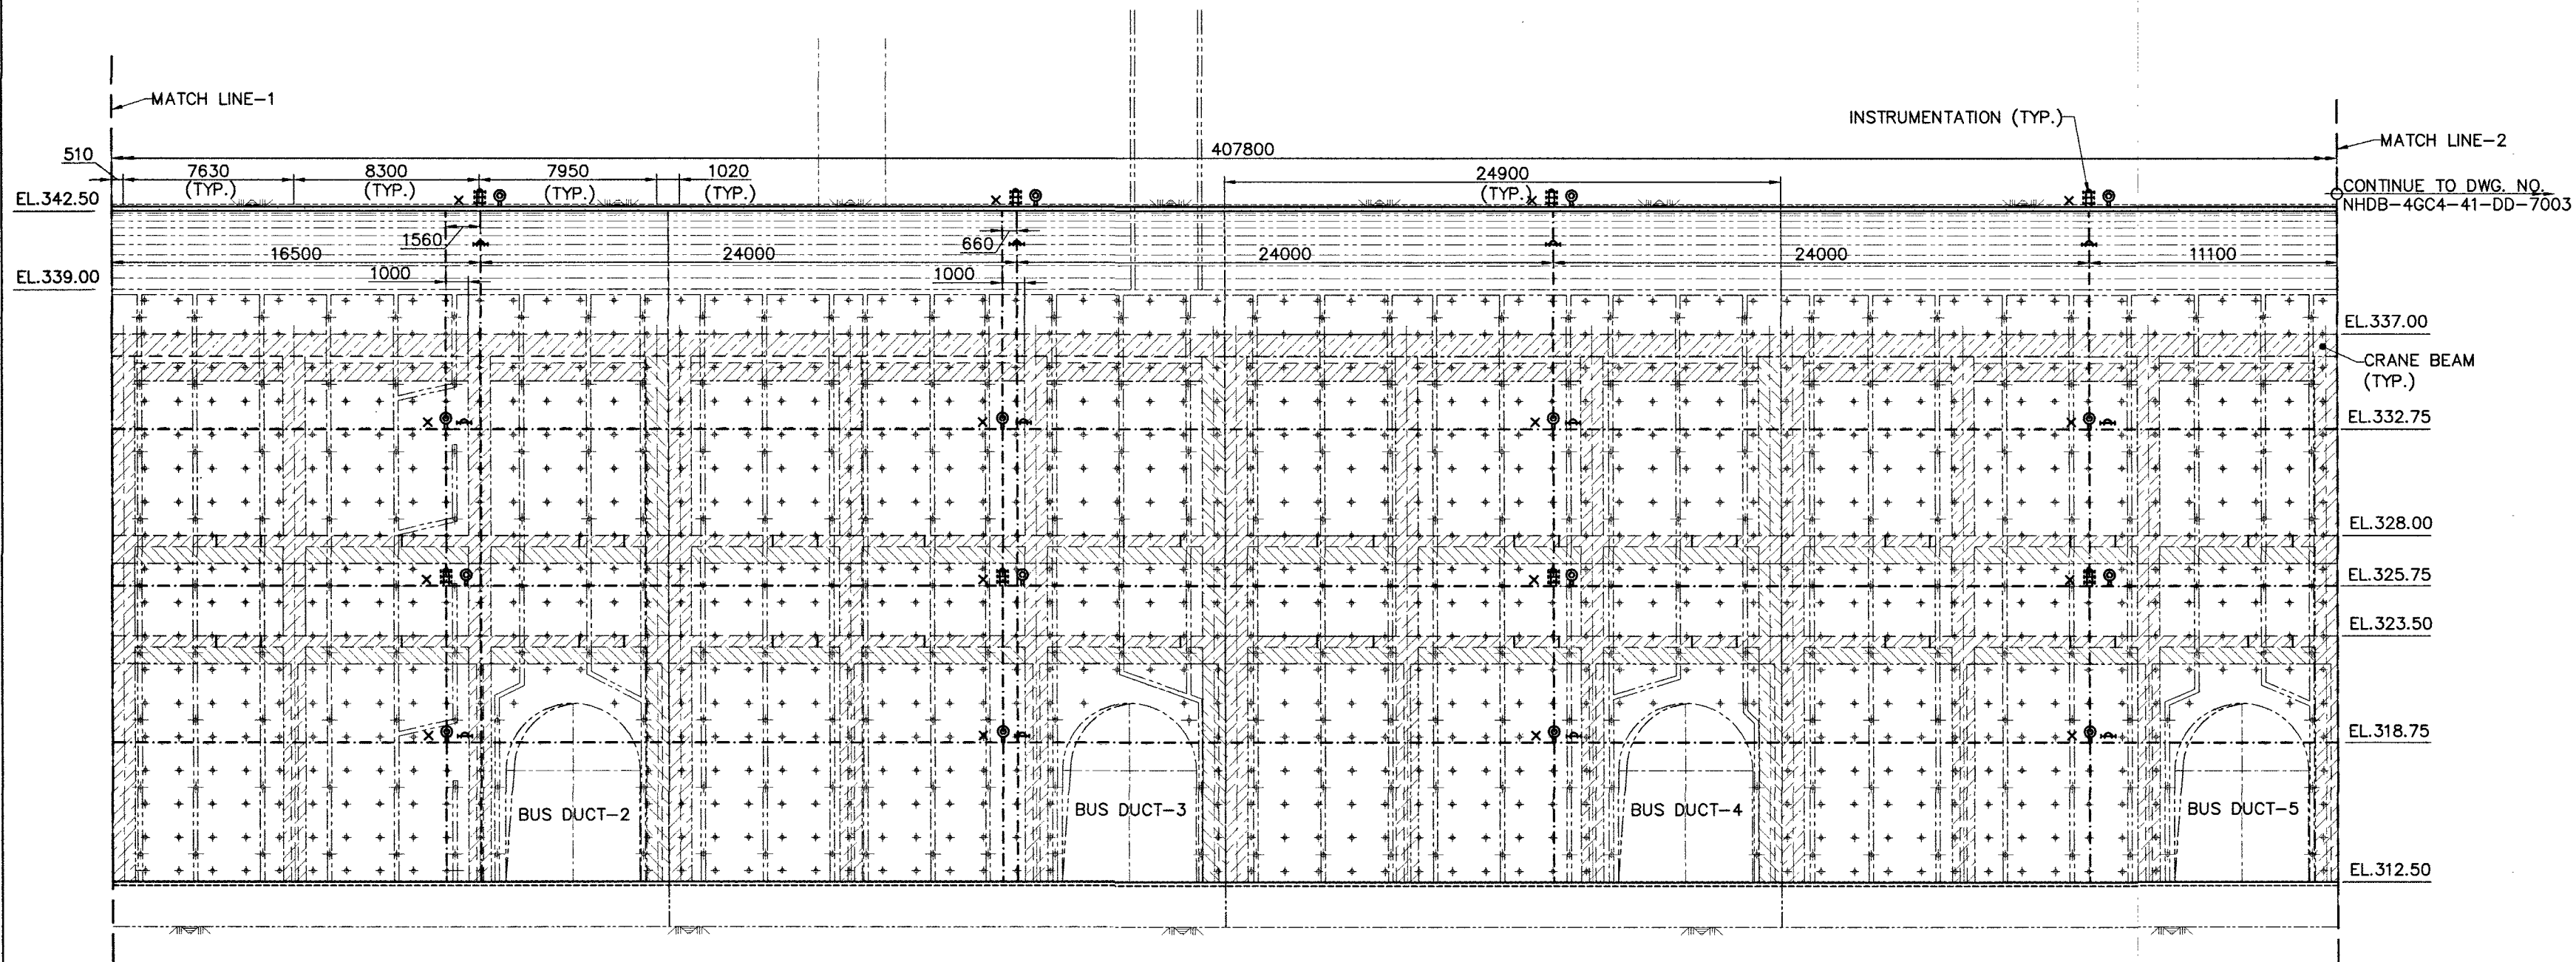 MATCH LINE-1
INSTRUMENTATION (TYP.)
MATCH LINE-2
407800
510
7630
(TYP.)
8300
(TYP.)
7950
(TYP.)
1020
(TYP.)
24900
(TYP.)
CONTINUE TO DWG. NO.
NHDB-4GC4-41-DD-7003
EL.342.50
1560
660
16500
24000
24000
24000
11100
EL.339.00
1000
1000
EL.337.00
CRANE BEAM
(TYP.)
EL.332.75
EL.328.00
EL.325.75
EL.323.50
EL.318.75
BUS DUCT-2
BUS DUCT-3
BUS DUCT-4
BUS DUCT-5
EL.312.50